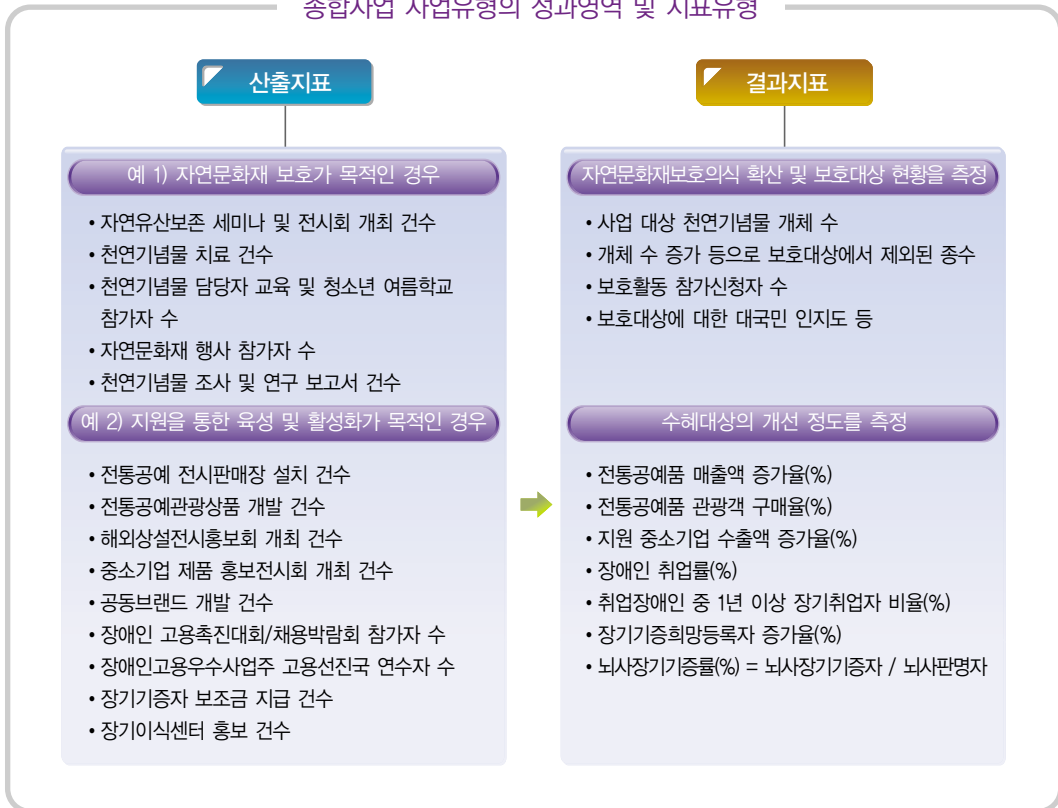 종합사업 사업유형의 성과영역 및 지표유형
산출지표
예 1) 자연문화재 보호가 목적인 경우
• 자연유산보존 세미나 및 전시회 개최 건수
• 천연기념물 치료 건수
• 천연기념물 담당자 교육 및 청소년 여름학교
참가자 수
• 자연문화재 행사 참가자 수
• 천연기념물 조사 및 연구 보고서 건수
예 2) 지원을 통한 육성 및 활성화가 목적인 경우
• 전통공예 전시판매장 설치 건수
• 전통공예관광상품 개발 건수
• 해외상설전시홍보회 개최 건수
• 중소기업 제품 홍보전시회 개최 건수
• 공동브랜드 개발 건수
• 장애인 고용촉진대회/채용박람회 참가자 수
• 장애인고용우수사업주 고용선진국 연수자 수
• 장기기증자 보조금 지급 건수
• 장기이식센터 홍보 건수
결과지표
자연문화재보호의식 확산 및 보호대상 현황을 측정
• 사업 대상 천연기념물 개체 수
• 개체 수 증가 등으로 보호대상에서 제외된 종수
• 보호활동 참가신청자 수
• 보호대상에 대한 대국민 인지도 등
수혜대상의 개선 정도를 측정
• 전통공예품 매출액 증가율(%)
• 전통공예품 관광객 구매율(%)
• 지원 중소기업 수출액 증가율(%)
• 장애인 취업률(%)
• 취업장애인 중 1년 이상 장기취업자 비율(%)
• 장기기증희망등록자 증가율(%)
• 뇌사장기기증률(%) = 뇌사장기기증자 / 뇌사판명자